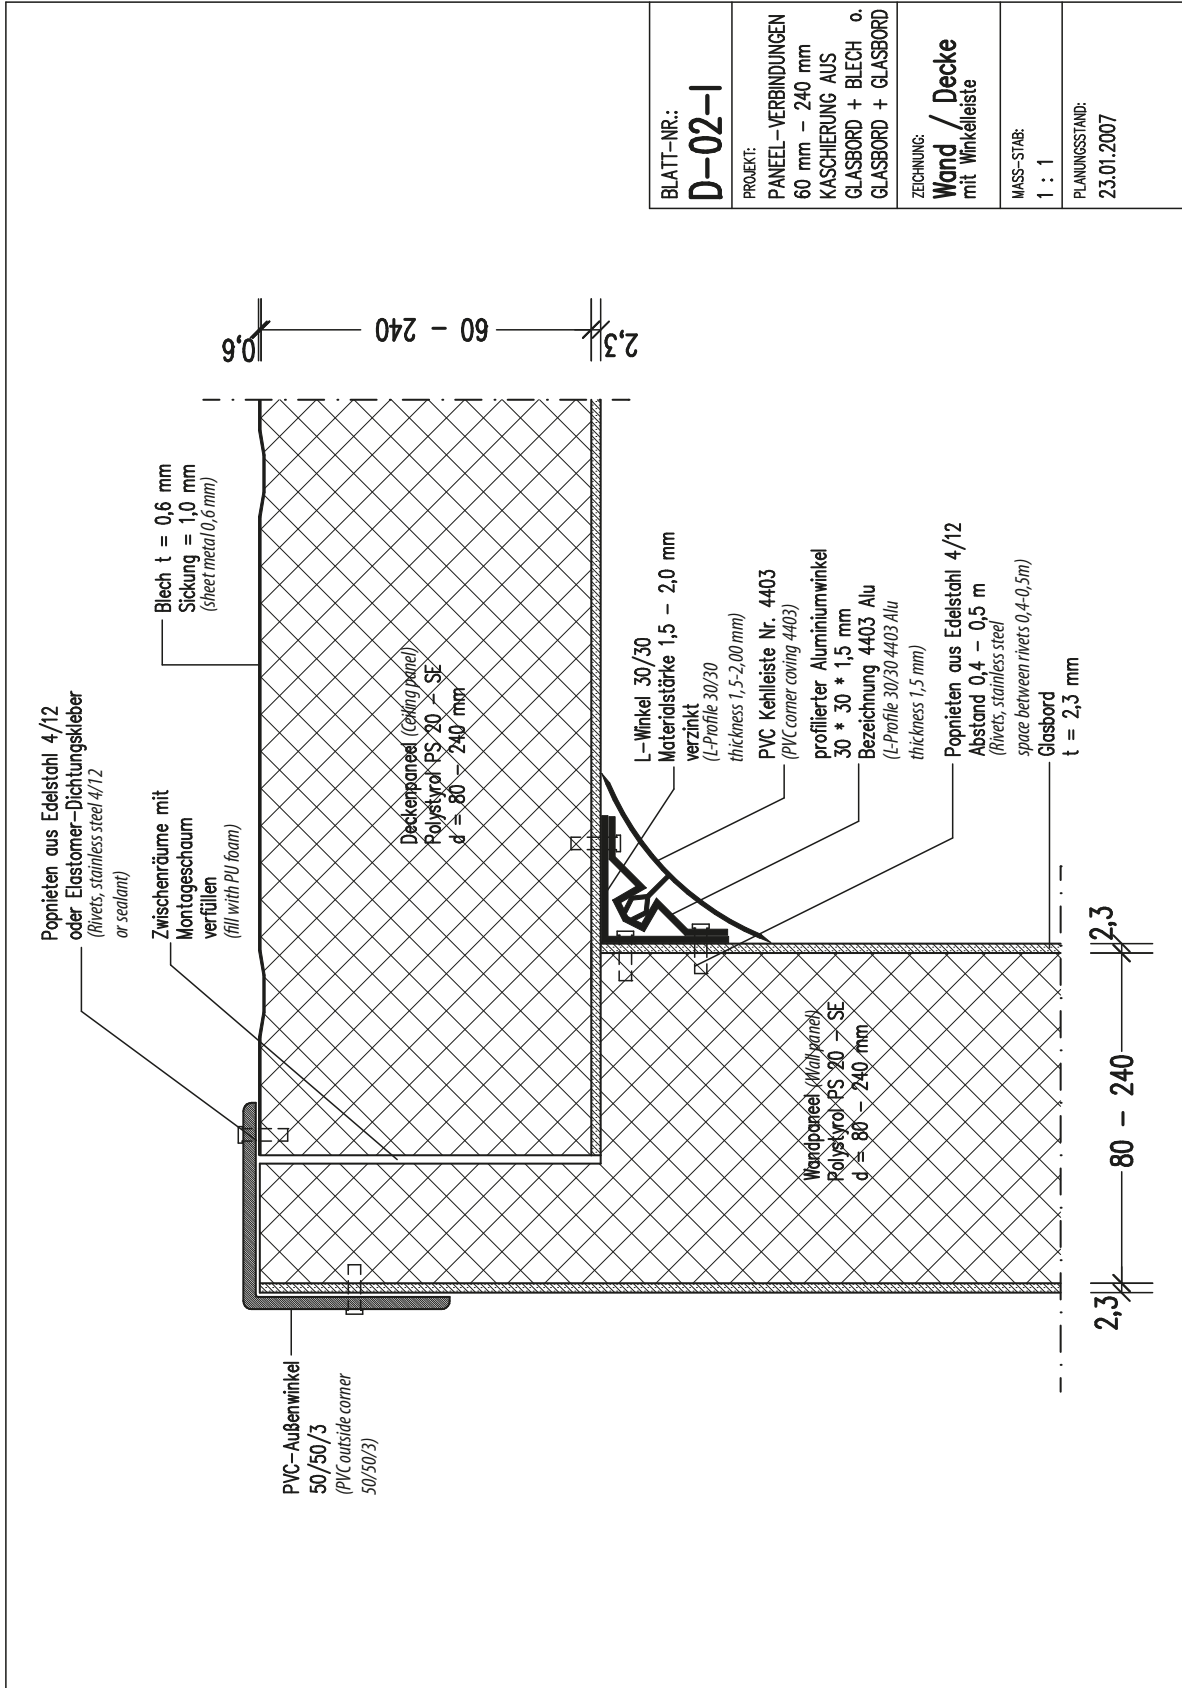 Popnieten aus Edelstahl 4/12
oder Elastomer-Dichtungskleber
(Rivets, stainless steel 4/12
or sealant)
Zwischenräume mit
Montageschaum
verfüllen
(fill with PU foam)
Blech t = 0,6 mm
Sickung = 1,0 mm
(sheet metal 0,6 mm)
PVC-Außenwinkel
50/50/3
(PVC outside corner
50/50/3)
Deckenpaneel (Ceiling panel)
Polystyrol PS 20 - SE
d = 80 - 240 mm
0,6
60 - 240
2,3
L-Winkel 30/30
Materialstärke 1,5 - 2,0 mm
verzinkt
(L-Profile 30/30
thickness 1,5-2,00 mm)
PVC Kehlleiste Nr. 4403
(PVC corner coving 4403)
profilierter Aluminiumwinkel
30 * 30 * 1,5 mm
Bezeichnung 4403 Alu
(L-Profile 30/30 4403 Alu
thickness 1,5 mm)
Popnieten aus Edelstahl 4/12
Abstand 0,4 - 0,5 m
(Rivets, stainless steel
space between rivets 0,4-0,5m)
Glasbord
t = 2,3 mm
Wandpaneel (Wall panel)
Polystyrol PS 20 - SE
d = 80 - 240 mm
2,3
80 - 240
2,3
BLATT-NR.:
D-02-I
PROJEKT:
PANEEL-VERBINDUNGEN
60 mm - 240 mm
KASCHIERUNG AUS
GLASBORD + BLECH o.
GLASBORD + GLASBORD
ZEICHNUNG:
Wand / Decke
mit Winkelleiste
MASS-STAB:
1 : 1
PLANUNGSSTAND:
23.01.2007